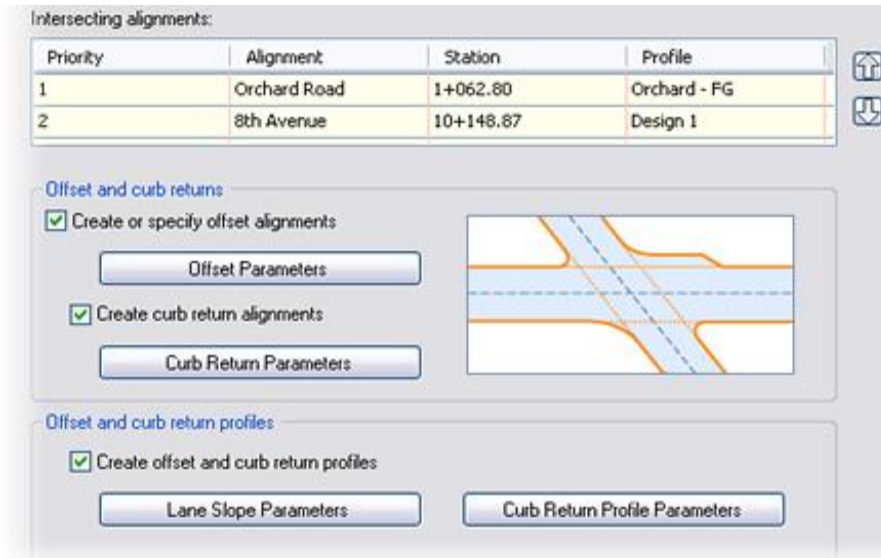 Intersecting alignments:
Priority Alignment Station Profile
1 Orchard Road 1+062.80 Orchard - FG
2 8th Avenue 10+148.87 Design 1
Offset and curb returns
Create or specify offset alignments
Offset Parameters
Create curb return alignments
Curb Return Parameters
Offset and curb return profiles
Create offset and curb return profiles
Lane Slope Parameters Curb Return Profile Parameters